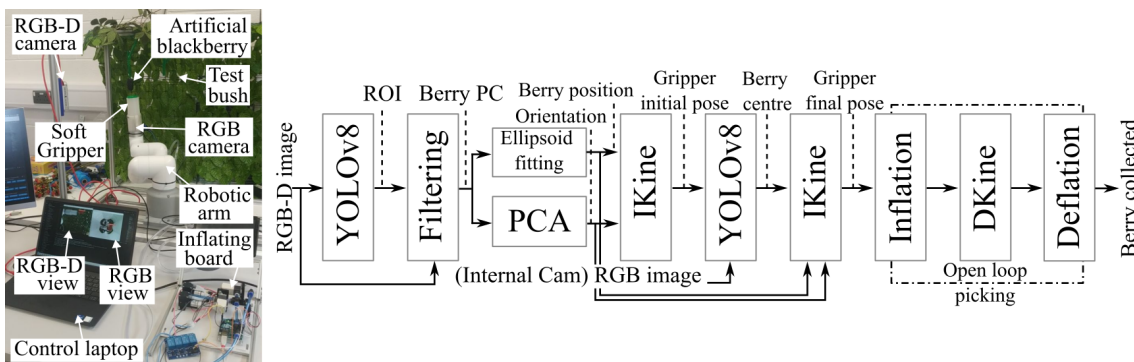 RGB-D
camera
Artificial
blackberry
Test
bush
Soft
Gripper
RGB
camera
Robotic
arm
Inflating
board
RGB-D
view
RGB
view
Control laptop
RGB-D image
YOLOv8
ROI
Filtering
Berry PC
Ellipsoid
fitting
PCA
Berry position
Orientation
IKine
Gripper
initial pose
YOLOv8
(Internal Cam) RGB image
Berry
centre
IKine
Gripper
final pose
Inflation
DKine
Deflation
Open loop
picking
Berry collected